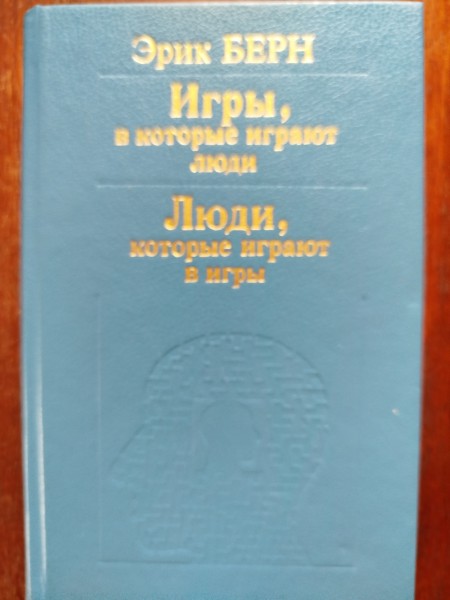 Эрик БЕРН
Игры,
в которые играют
люди
Люди,
которые играют
в игры